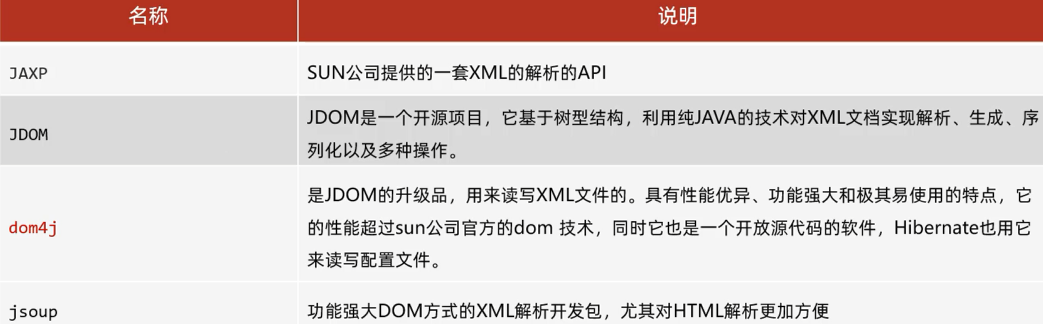 名称 说明
JAXP SUN公司提供的一套XML的解析的API
JDOM JDOM是一个开源项目，它基于树型结构，利用纯JAVA的技术对XML文档实现解析、生成、序
列化以及多种操作。
是JDOM的升级品，用来读写XML文件的。具有性能优异、功能强大和极其易使用的特点，它
dom4j 的性能超过sun公司官方的dom 技术，同时它也是一个开放源代码的软件，Hibernate也用它
来读写配置文件。
jsoup 功能强大DOM方式的XML解析开发包，尤其对HTML解析更加方便